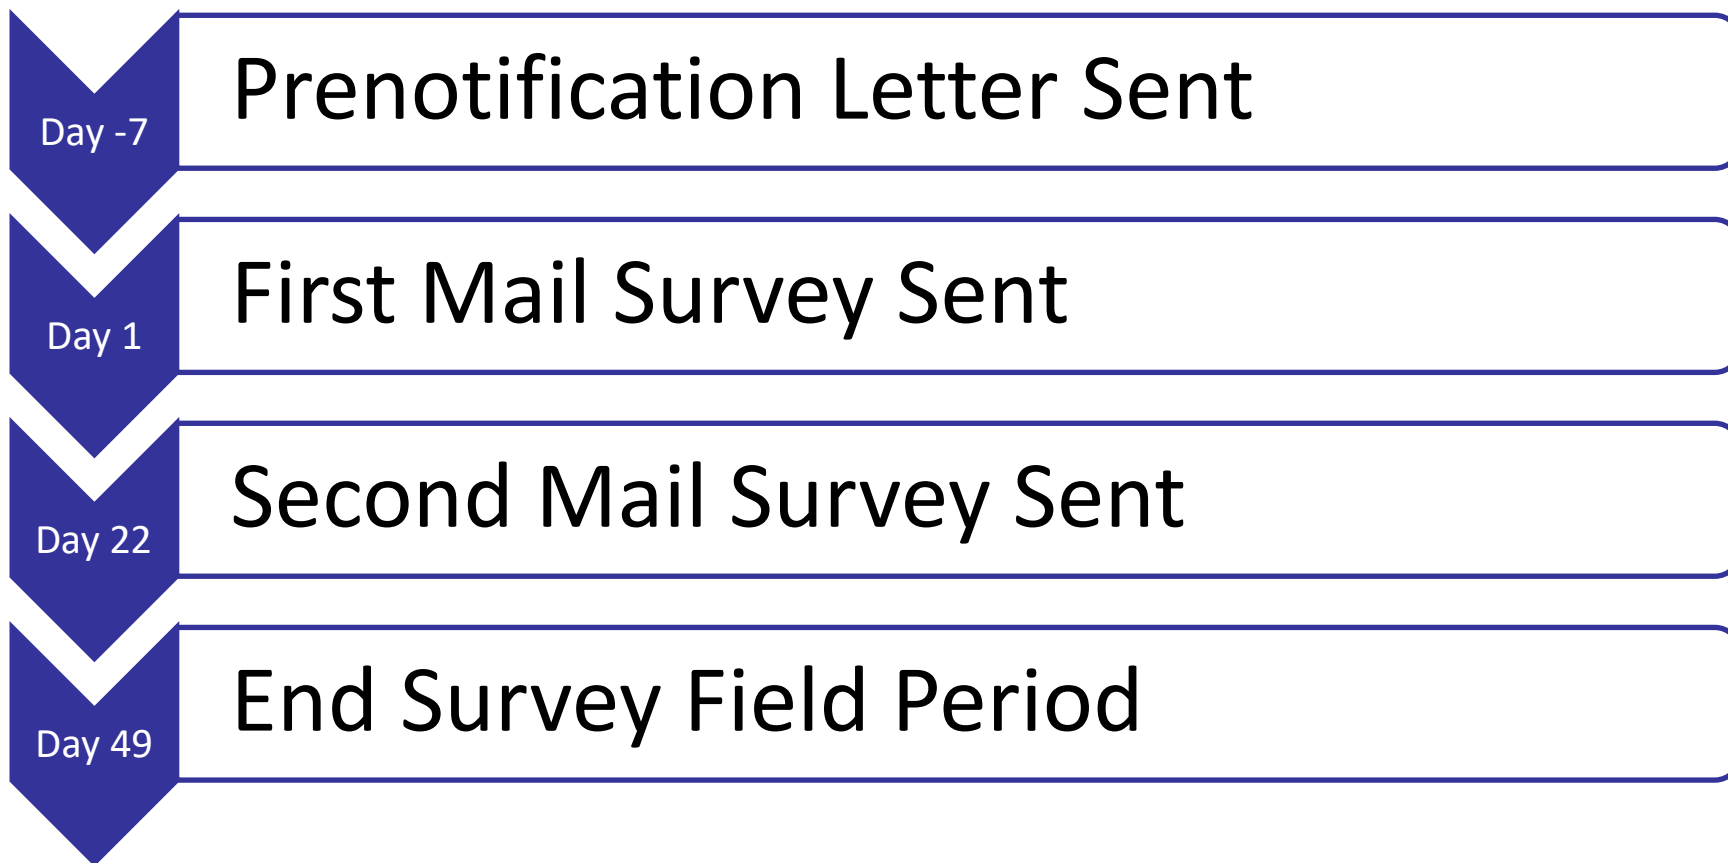 Day -7
Prenotification Letter Sent
Day 1
First Mail Survey Sent
Day 22
Second Mail Survey Sent
Day 49
End Survey Field Period